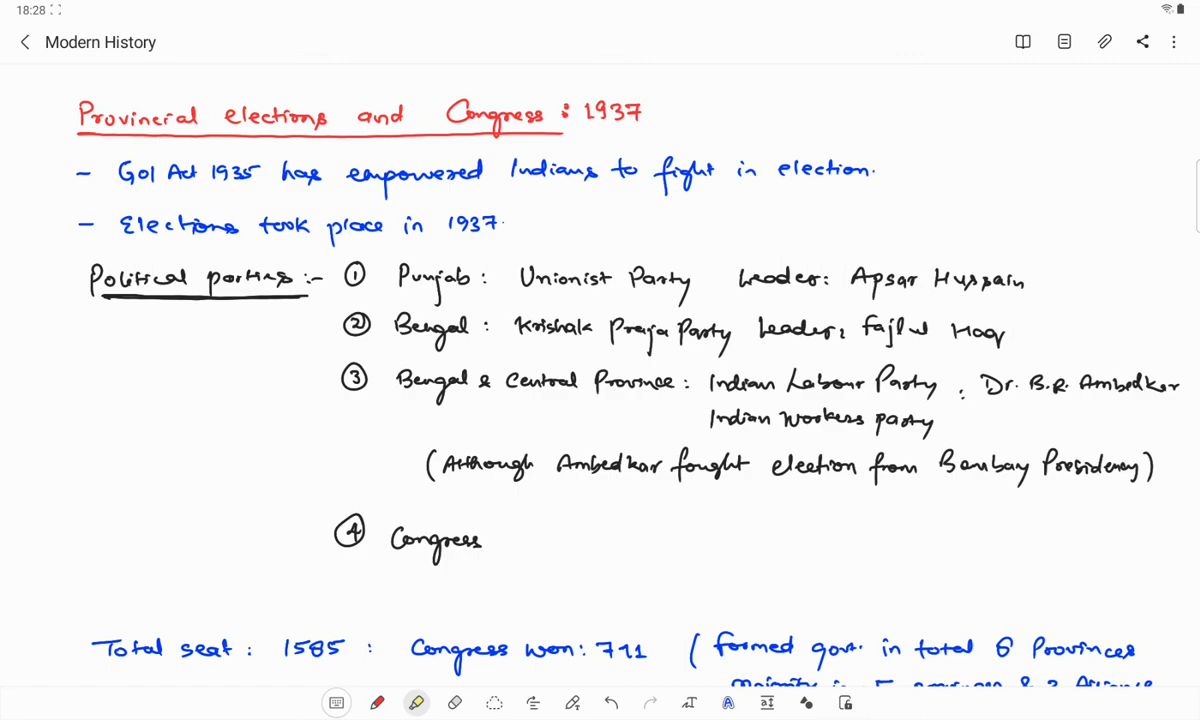 18:28
Modern History
Provincial elections and Congress : 1937
- GoI Act 1935 has empowered Indians to fight in election.
- Elections took place in 1937.
Political parties :- ① Punjab : Unionist Party Leader: Apsar Hussain
② Bengal : Krishak Praja Party Leader: Fajlul Haq
③ Bengal & Central Province : Indian Labour Party : Dr. B.R. Ambedkar
Indian Workers party
(Although Ambedkar fought election from Bombay Presidency)
④ Congress
Total seat : 1585 : Congress won : 711 ( formed govt. in total 6 Provinces